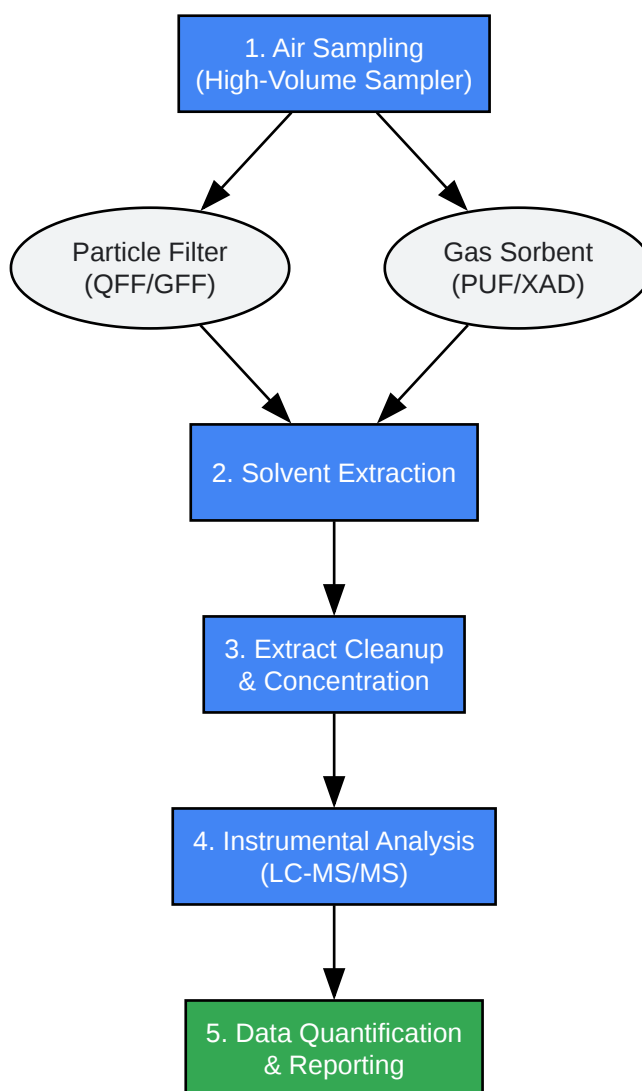 1. Air Sampling
(High-Volume Sampler)
Particle Filter
(QFF/GFF)
Gas Sorbent
(PUF/XAD)
2. Solvent Extraction
3. Extract Cleanup
& Concentration
4. Instrumental Analysis
(LC-MS/MS)
5. Data Quantification
& Reporting